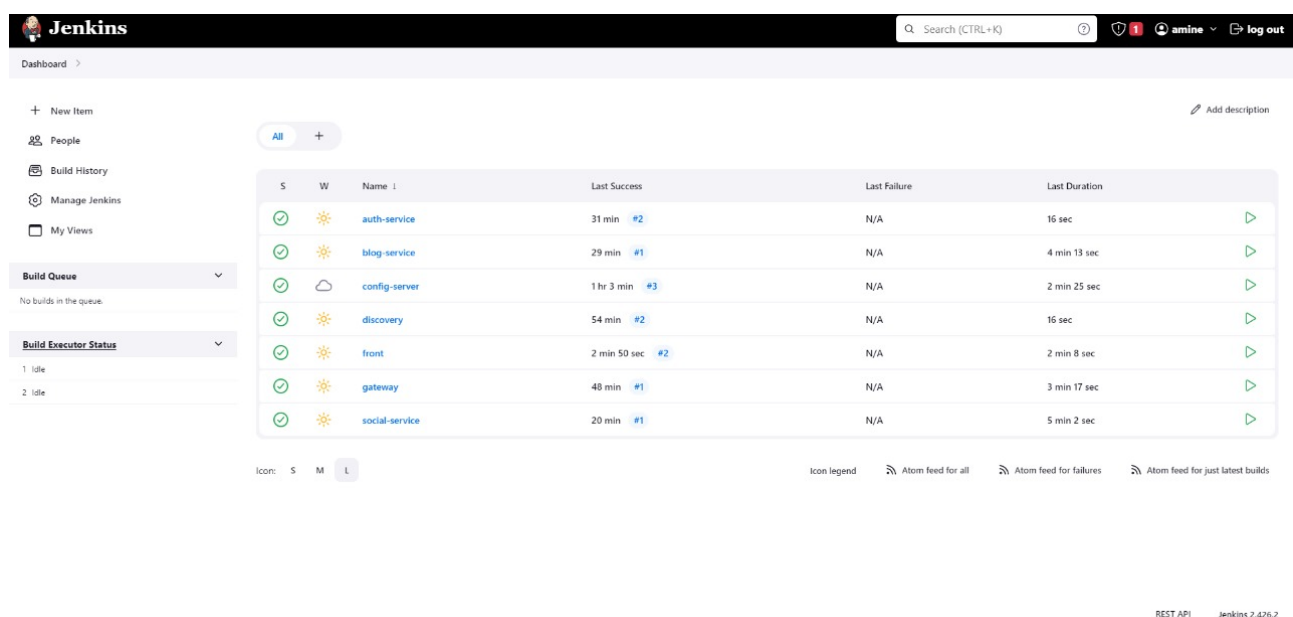 Jenkins
Search (CTRL+K)
1
amine
log out
Dashboard
New Item
People
Build History
Manage Jenkins
My Views
Build Queue
No builds in the queue.
Build Executor Status
1 Idle
2 Idle
Add description
All +
S W Name ↓ Last Success Last Failure Last Duration
auth-service 31 min #2 N/A 16 sec
blog-service 29 min #1 N/A 4 min 13 sec
config-server 1 hr 3 min #3 N/A 2 min 25 sec
discovery 54 min #2 N/A 16 sec
front 2 min 50 sec #2 N/A 2 min 8 sec
gateway 48 min #1 N/A 3 min 17 sec
social-service 20 min #1 N/A 5 min 2 sec
Icon: S M L
Icon legend Atom feed for all Atom feed for failures Atom feed for just latest builds
REST API Jenkins 2.426.2